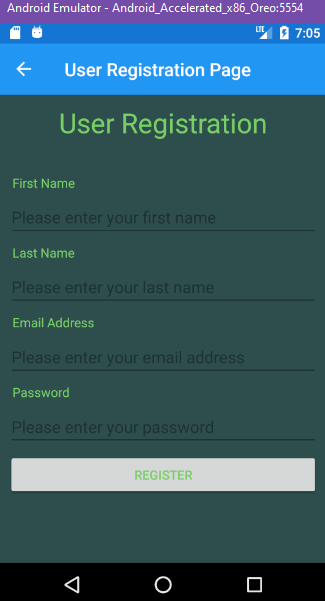 Android Emulator - Android_Accelerated_x86_Oreo:5554
LTE 7:05
User Registration Page
User Registration
First Name
Please enter your first name
Last Name
Please enter your last name
Email Address
Please enter your email address
Password
Please enter your password
REGISTER